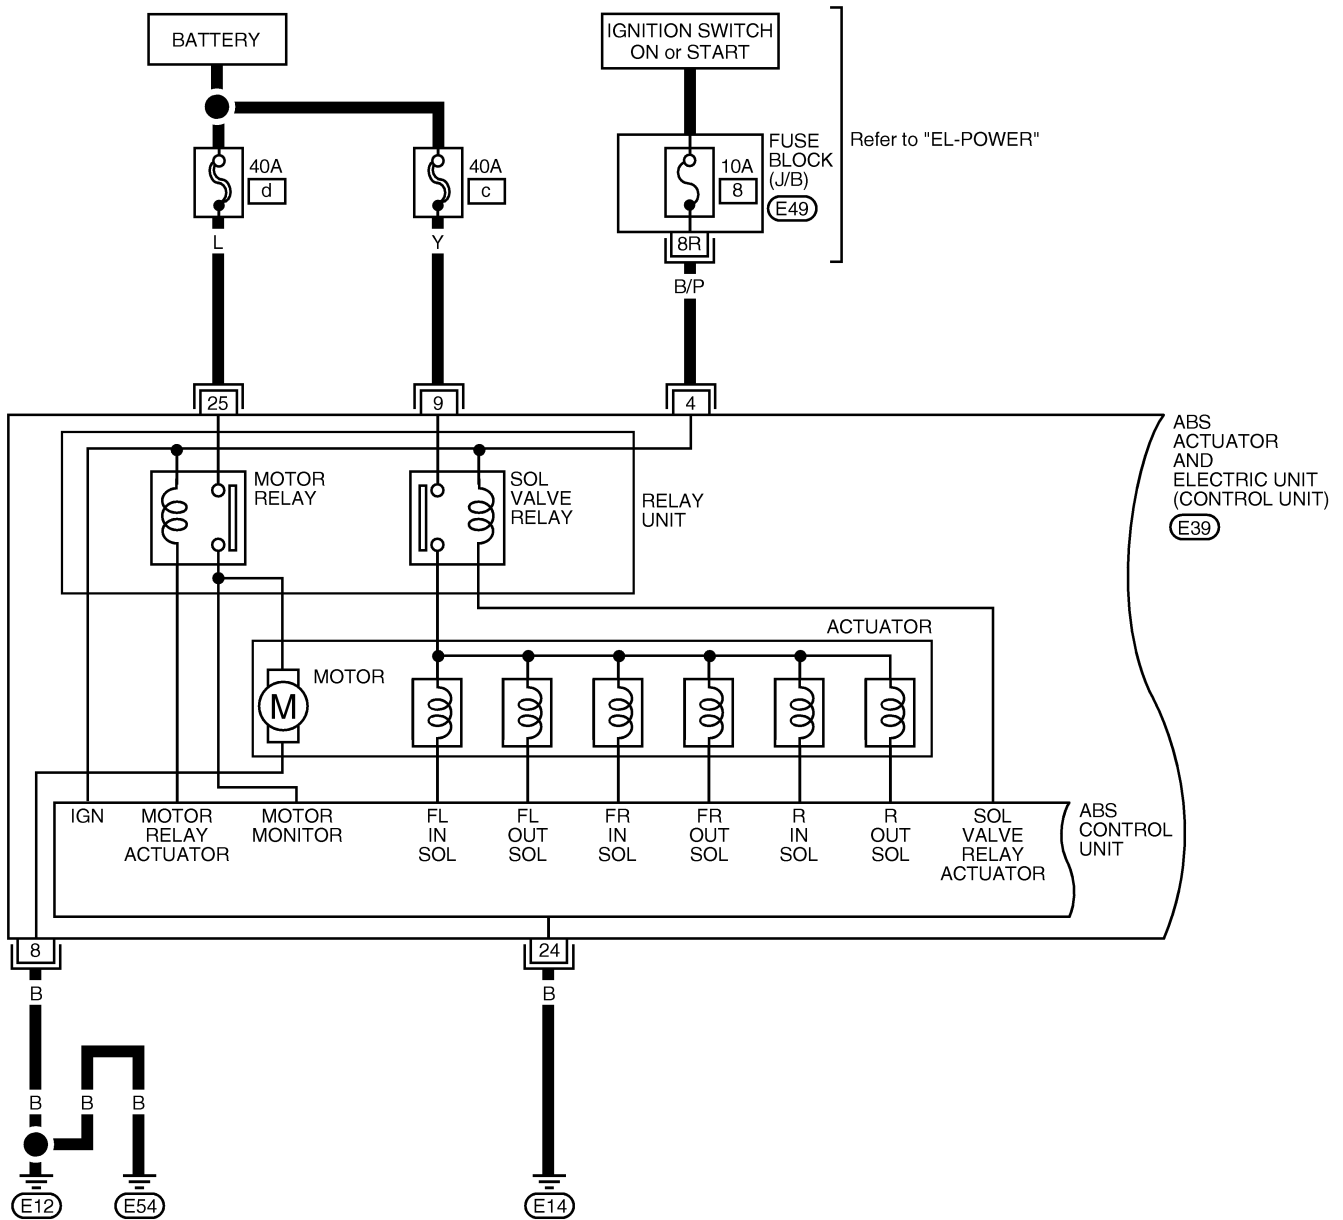 BATTERY
IGNITION SWITCH
ON or START
Refer to "EL-POWER"
40A
d
40A
c
10A
8
FUSE
BLOCK
(J/B)
E49
8R
L
Y
B/P
25
9
4
ABS
ACTUATOR
AND
ELECTRIC UNIT
(CONTROL UNIT)
E39
MOTOR
RELAY
SOL
VALVE
RELAY
RELAY
UNIT
ACTUATOR
MOTOR
M
IGN
MOTOR
RELAY
ACTUATOR
MOTOR
MONITOR
FL
IN
SOL
FL
OUT
SOL
FR
IN
SOL
FR
OUT
SOL
R
IN
SOL
R
OUT
SOL
SOL
VALVE
RELAY
ACTUATOR
ABS
CONTROL
UNIT
8
24
B
B
B
B
B
E12
E54
E14